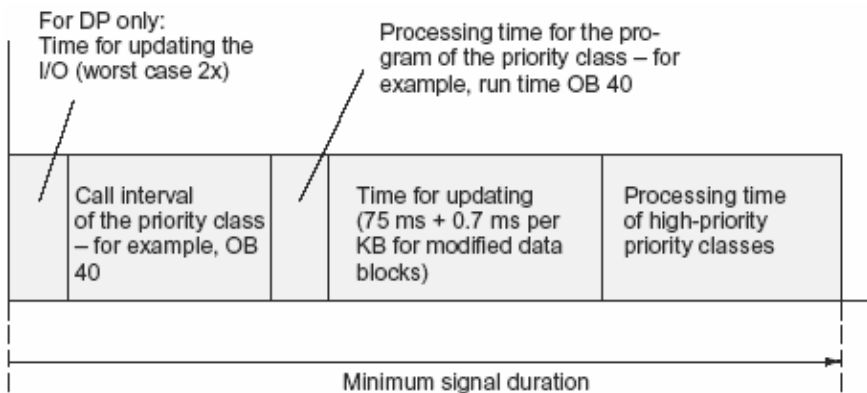 For DP only:
Time for updating the
I/O (worst case 2x)
Processing time for the pro-
gram of the priority class – for
example, run time OB 40
Call interval
of the priority class
– for example, OB
40
Time for updating
(75 ms + 0.7 ms per
KB for modified data
blocks)
Processing time
of high-priority
priority classes
Minimum signal duration